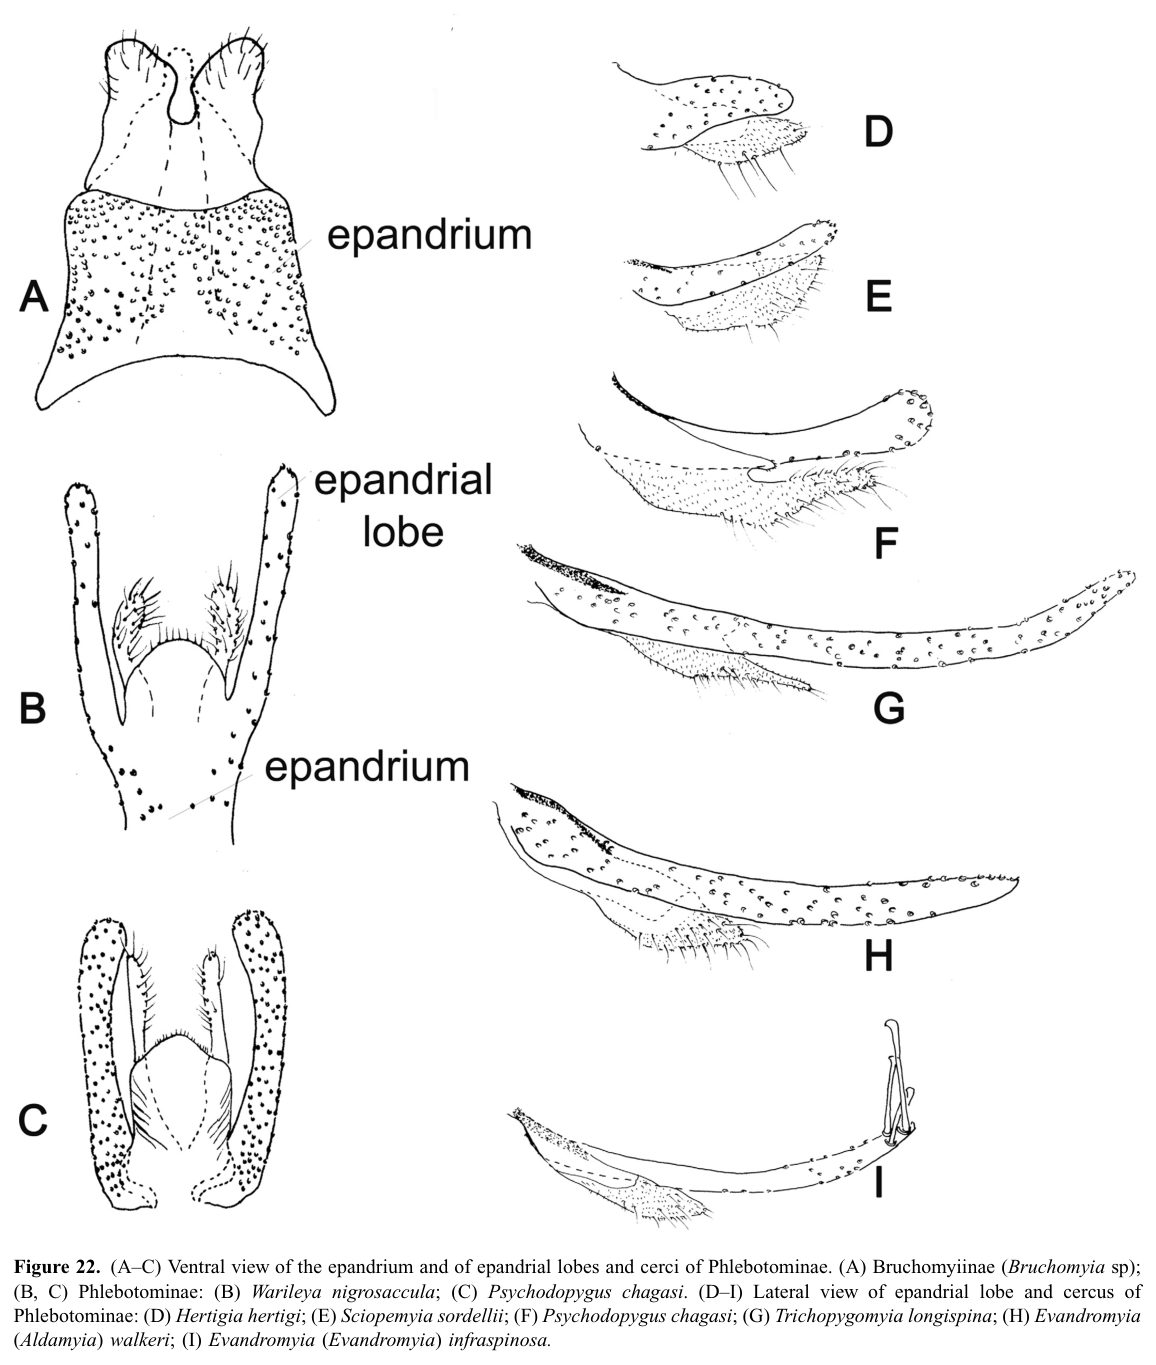 A
epandrium
B
epandrial
lobe
epandrium
C
D
E
F
G
H
I
Figure 22. (A–C) Ventral view of the epandrium and of epandrial lobes and cerci of Phlebotominae. (A) Bruchomyiinae (Bruchomyia sp);
(B, C) Phlebotominae: (B) Warileya nigrosaccula; (C) Psychodopygus chagasi. (D–I) Lateral view of epandrial lobe and cercus of
Phlebotominae: (D) Hertigia hertigi; (E) Sciopemyia sordellii; (F) Psychodopygus chagasi; (G) Trichopygomyia longispina; (H) Evandromyia
(Aldamyia) walkeri; (I) Evandromyia (Evandromyia) infraspinosa.